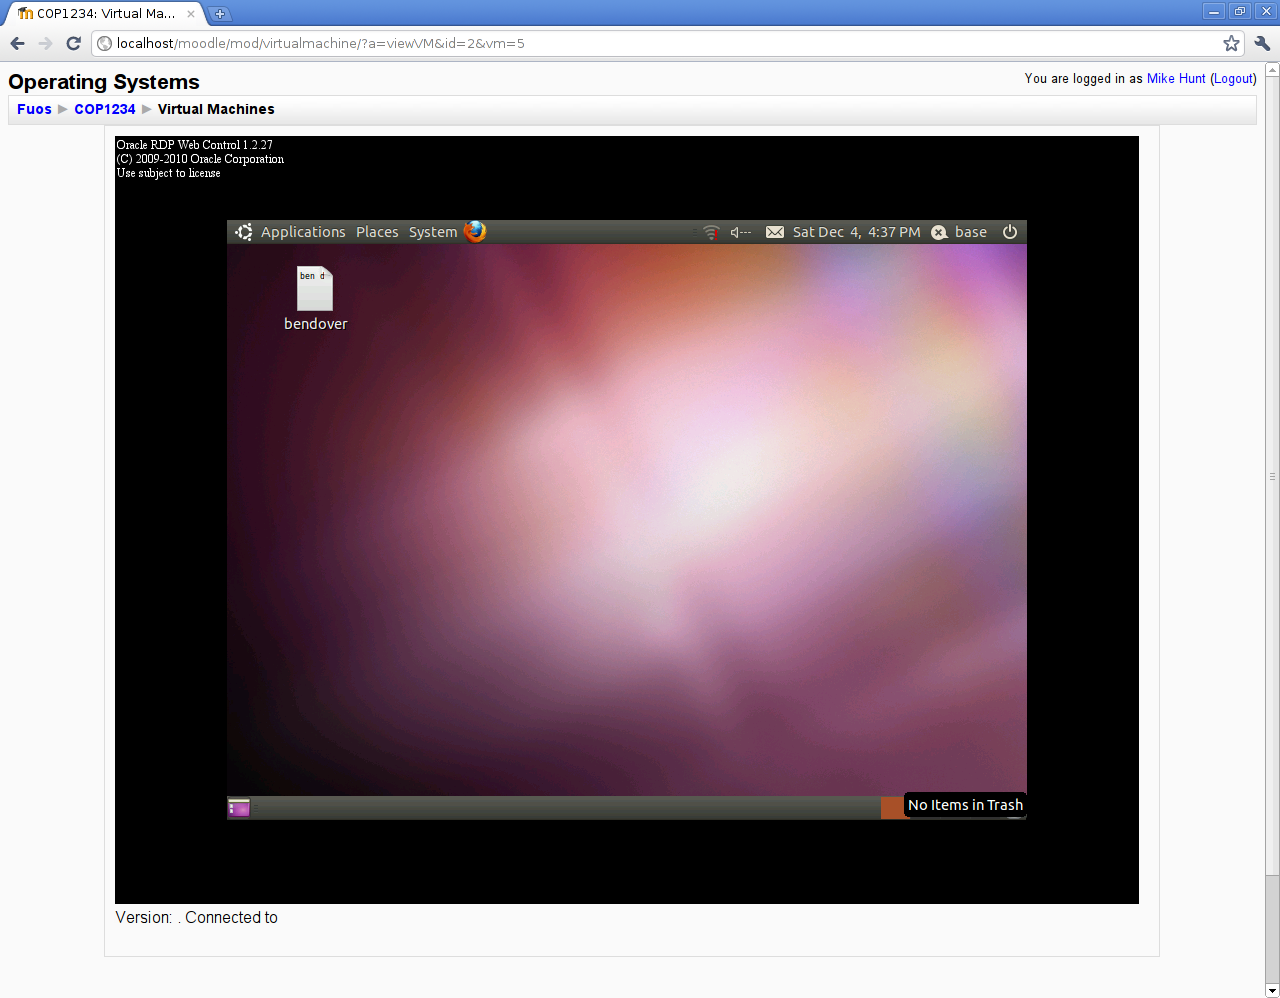 COP1234: Virtual Ma...
localhost/moodle/mod/virtualmachine/?a=viewVM&id=2&vm=5
Operating Systems
You are logged in as Mike Hunt (Logout)
Fuos ► COP1234 ► Virtual Machines
Oracle RDP Web Control 1.2.27
(C) 2009-2010 Oracle Corporation
Use subject to license
Applications Places System Sat Dec 4, 4:37 PM base
ben d
bendover
No Items in Trash
Version: . Connected to